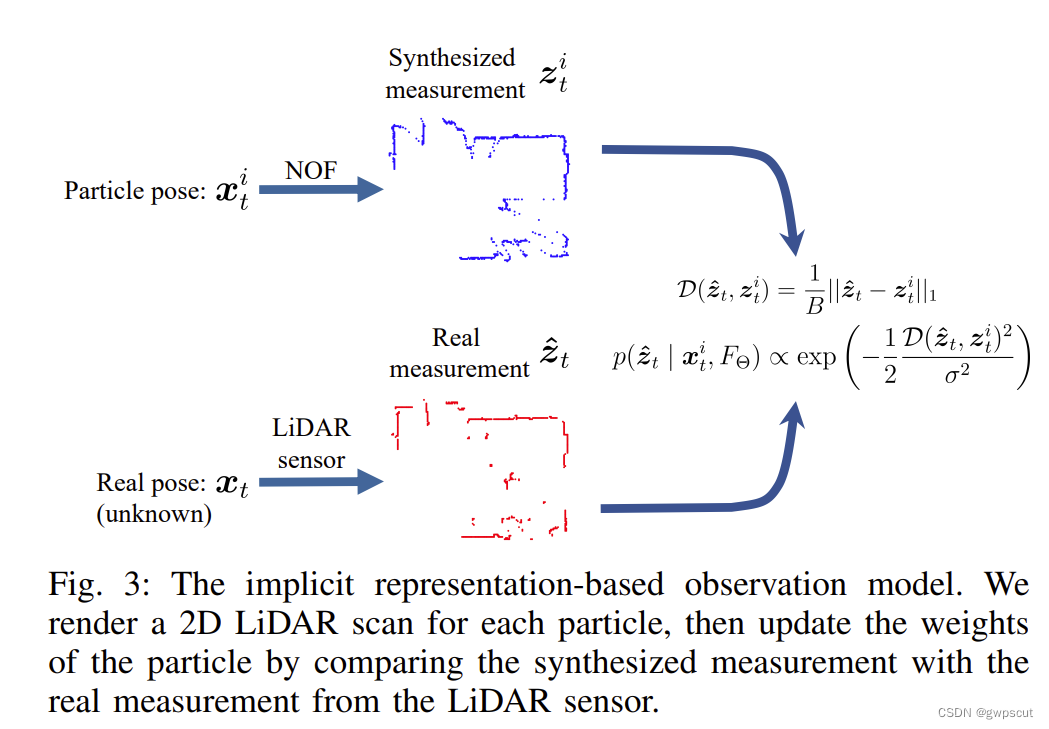 Synthesized
measurement $\boldsymbol{z}_t^i$
NOF
Particle pose: $\boldsymbol{x}_t^i$
$\mathcal{D}(\hat{\boldsymbol{z}}_t, \boldsymbol{z}_t^i) = \frac{1}{B}||\hat{\boldsymbol{z}}_t - \boldsymbol{z}_t^i||_1$
$p(\hat{\boldsymbol{z}}_t \mid \boldsymbol{x}_t^i, F_\Theta) \propto \exp\left(-\frac{1}{2}\frac{\mathcal{D}(\hat{\boldsymbol{z}}_t, \boldsymbol{z}_t^i)^2}{\sigma^2}\right)$
Real
measurement $\hat{\boldsymbol{z}}_t$
LiDAR
sensor
Real pose: $\boldsymbol{x}_t$
(unknown)
Fig. 3: The implicit representation-based observation model. We
render a 2D LiDAR scan for each particle, then update the weights
of the particle by comparing the synthesized measurement with the
real measurement from the LiDAR sensor.
CSDN @gwpscut